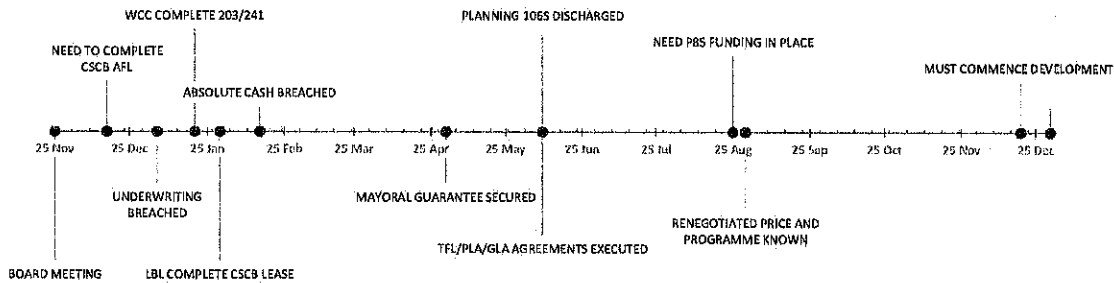 WCC COMPLETE 203/241
PLANNING 106S DISCHARGED
NEED TO COMPLETE
CSCB AFL
NEED PBS FUNDING IN PLACE
MUST COMMENCE DEVELOPMENT
ABSOLUTE CASH BREACHED
25 Nov 25 Dec 25 Jan 25 Feb 25 Mar 25 Apr 25 May 25 Jun 25 Jul 25 Aug 25 Sep 25 Oct 25 Nov 25 Dec
UNDERWRITING
BREACHED
MAYORAL GUARANTEE SECURED
RENEGOTIATED PRICE AND
PROGRAMME KNOWN
TFL/PLA/GLA AGREEMENTS EXECUTED
BOARD MEETING
LBL COMPLETE CSCB LEASE